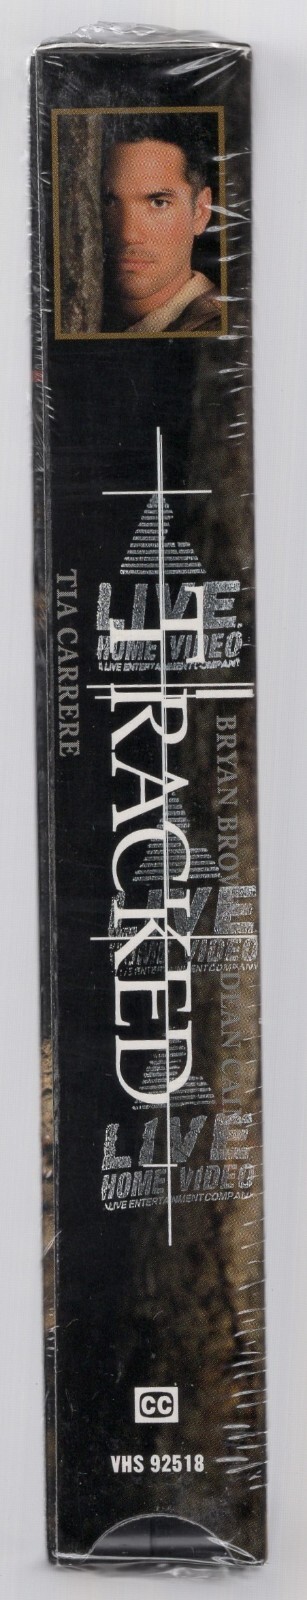 BRYAN BROWN DEAN CAIN
TRACKED
TIA CARRERE
LIVE
HOME VIDEO
A LIVE ENTERTAINMENT COMPANY
LIVE
HOME VIDEO
A LIVE ENTERTAINMENT COMPANY
LIVE
HOME VIDEO
A LIVE ENTERTAINMENT COMPANY
CC
VHS 92518